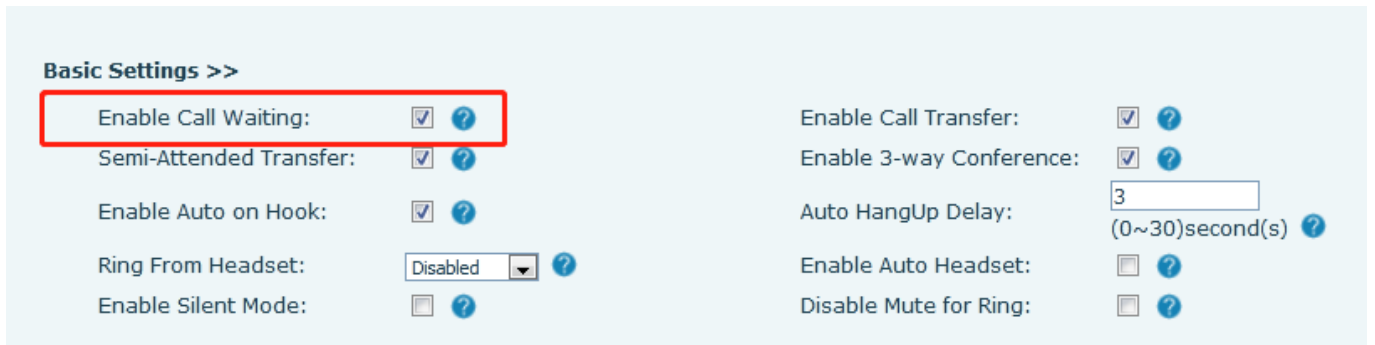 Basic Settings >>
Enable Call Waiting: ? Enable Call Transfer: ?
Semi-Attended Transfer: ? Enable 3-way Conference: ?
Enable Auto on Hook: ? Auto HangUp Delay: 3
(0~30)second(s) ?
Ring From Headset: Disabled ? Enable Auto Headset: ?
Enable Silent Mode: ? Disable Mute for Ring: ?